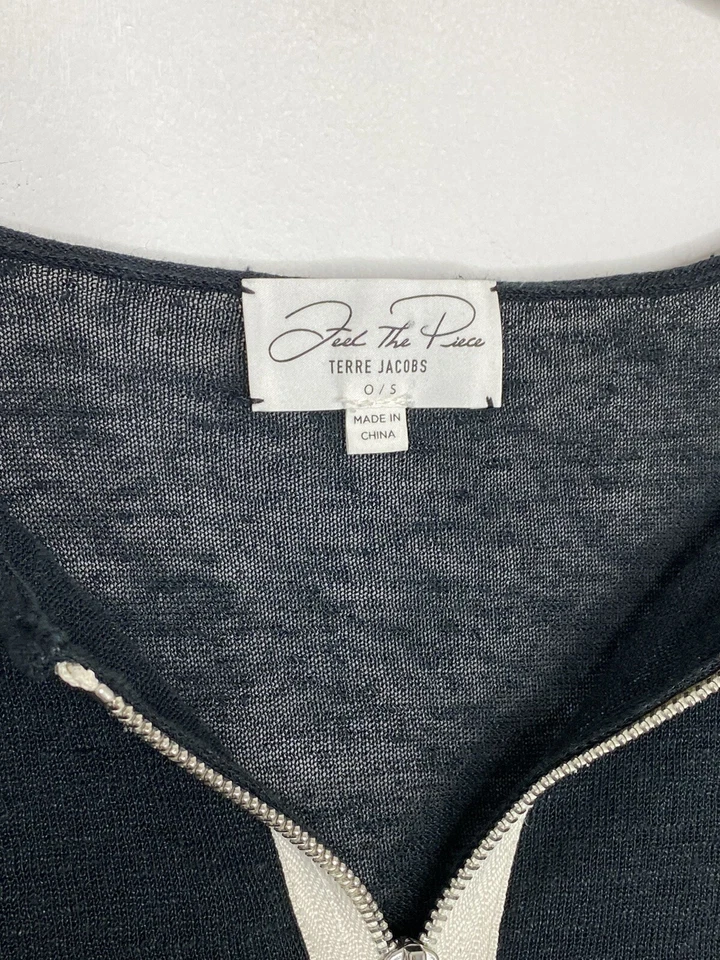 Feel The Piece
TERRE JACOBS
O/S
MADE IN
CHINA